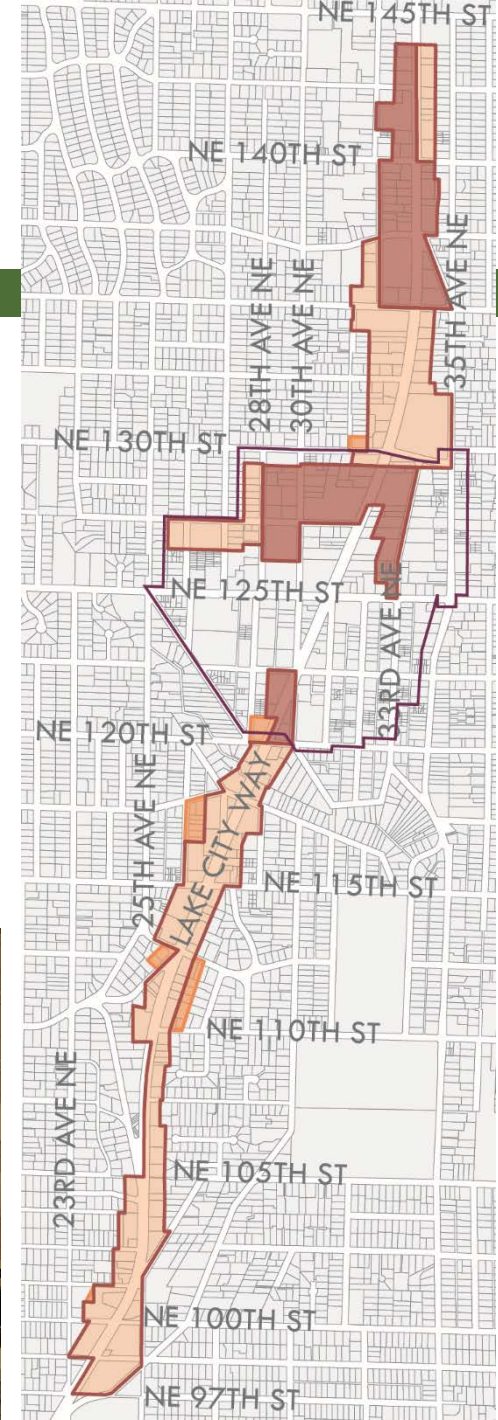 NE 145TH ST
NE 140TH ST
35TH AVE NE
28TH AVE NE
30TH AVE NE
NE 130TH ST
NE 125TH ST
33RD AVE NE
NE 120TH ST
25TH AVE NE
LAKE CITY WAY
NE 115TH ST
NE 110TH ST
23RD AVE NE
NE 105TH ST
NE 100TH ST
NE 97TH ST